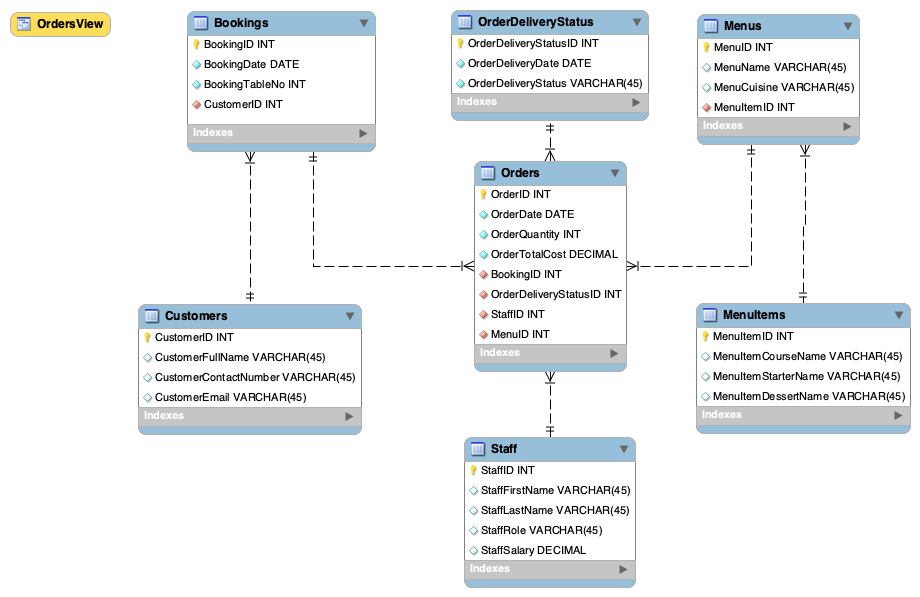 OrdersView
Bookings
BookingID INT
BookingDate DATE
BookingTableNo INT
CustomerID INT
Indexes
OrderDeliveryStatus
OrderDeliveryStatusID INT
OrderDeliveryDate DATE
OrderDeliveryStatus VARCHAR(45)
Indexes
Menus
MenuID INT
MenuName VARCHAR(45)
MenuCuisine VARCHAR(45)
MenuItemID INT
Indexes
Orders
OrderID INT
OrderDate DATE
OrderQuantity INT
OrderTotalCost DECIMAL
BookingID INT
OrderDeliveryStatusID INT
StaffID INT
MenuID INT
Indexes
Customers
CustomerID INT
CustomerFullName VARCHAR(45)
CustomerContactNumber VARCHAR(45)
CustomerEmail VARCHAR(45)
Indexes
MenuItems
MenuItemID INT
MenuItemCourseName VARCHAR(45)
MenuItemStarterName VARCHAR(45)
MenuItemDessertName VARCHAR(45)
Indexes
Staff
StaffID INT
StaffFirstName VARCHAR(45)
StaffLastName VARCHAR(45)
StaffRole VARCHAR(45)
StaffSalary DECIMAL
Indexes